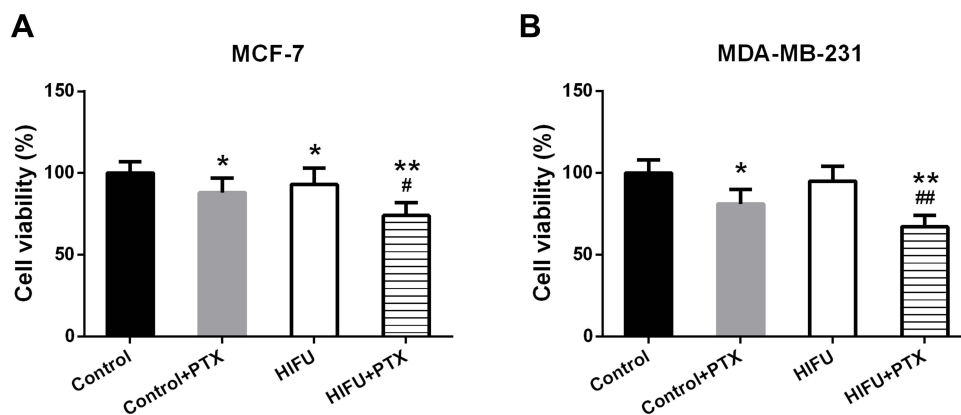 A
MCF-7
Cell viability (%)
150
100
50
0
*
*
**
#
Control
Control+PTX
HIFU
HIFU+PTX
B
MDA-MB-231
Cell viability (%)
150
100
50
0
*
**
##
Control
Control+PTX
HIFU
HIFU+PTX